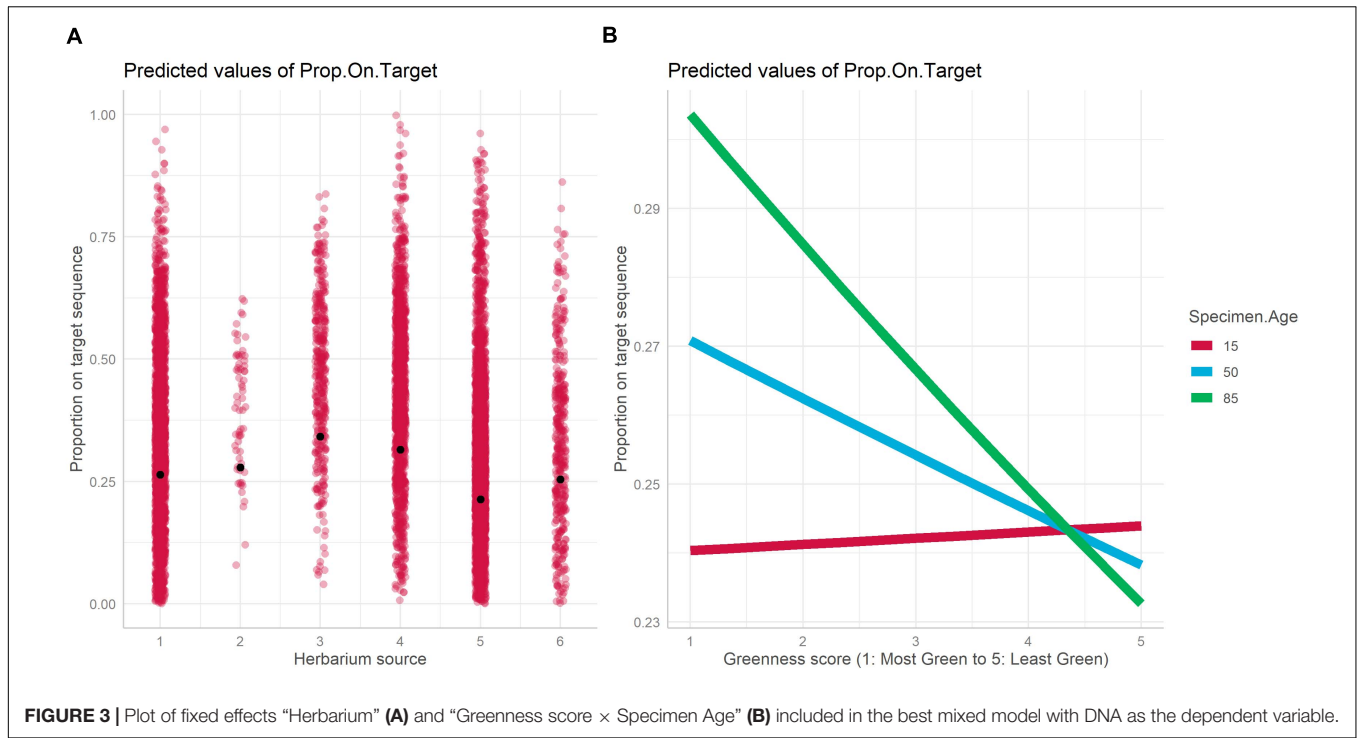 A
Predicted values of Prop.On.Target
Proportion on target sequence
1.00
0.75
0.50
0.25
0.00
1 2 3 4 5 6
Herbarium source
B
Predicted values of Prop.On.Target
Proportion on target sequence
0.29
0.27
0.25
0.23
1 2 3 4 5
Greenness score (1: Most Green to 5: Least Green)
Specimen.Age
15
50
85
FIGURE 3 | Plot of fixed effects “Herbarium” (A) and “Greenness score × Specimen Age” (B) included in the best mixed model with DNA as the dependent variable.